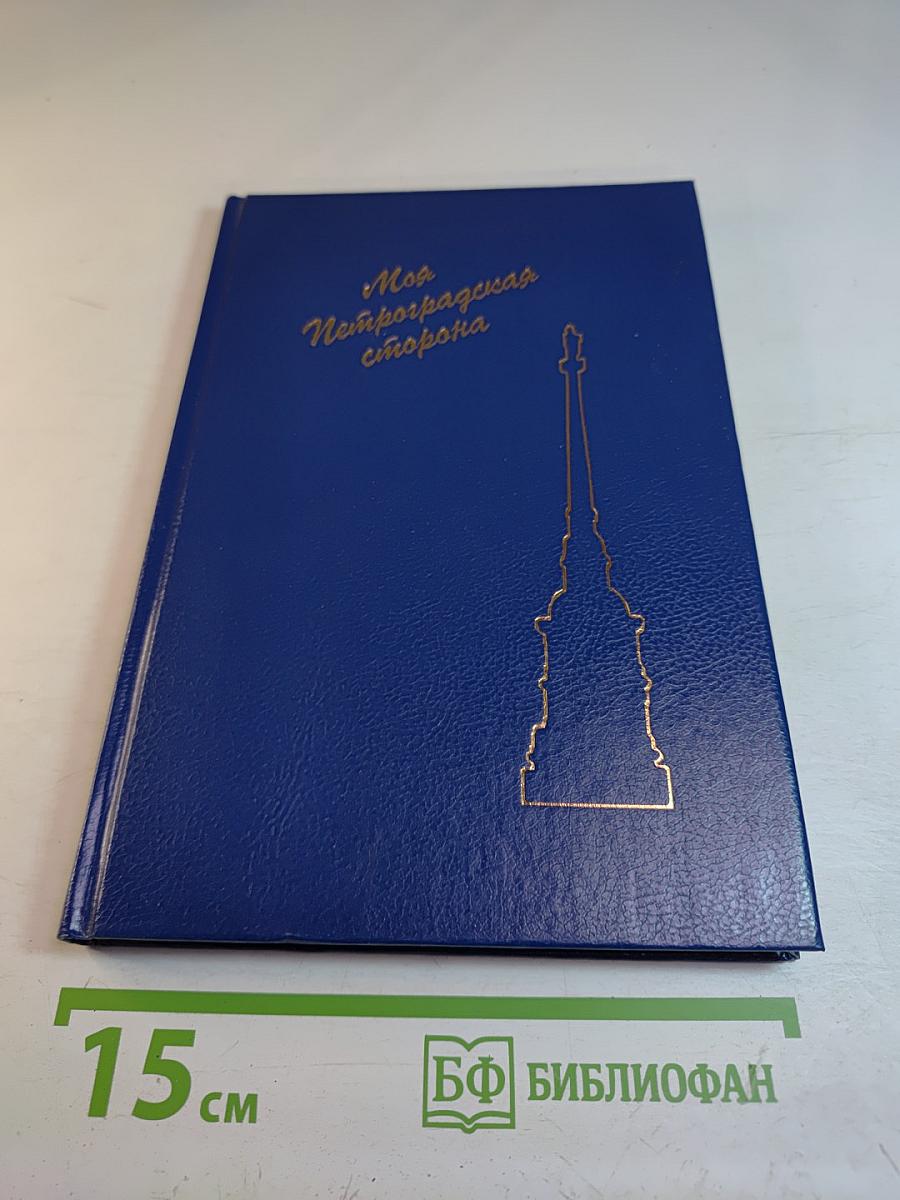 Моя
Петроградская
сторона
15 см
БФ БИБЛИОФАН